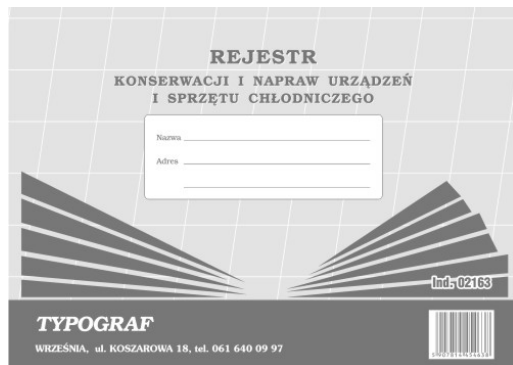 REJESTR
KONSERWACJI I NAPRAW URZĄDZEŃ
I SPRZĘTU CHŁODNICZEGO
Nazwa
Adres
Ind.: 02163
TYPOGRAF
WRZEŚNIA, ul. KOSZAROWA 18, tel. 061 640 09 97